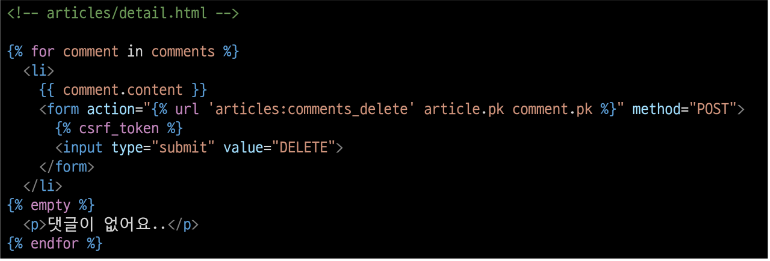 <!-- articles/detail.html -->
{% for comment in comments %}
<li>
{{ comment.content }}
<form action="{% url 'articles:comments_delete' article.pk comment.pk %}" method="POST">
{% csrf_token %}
<input type="submit" value="DELETE">
</form>
</li>
{% empty %}
<p>댓글이 없어요..</p>
{% endfor %}